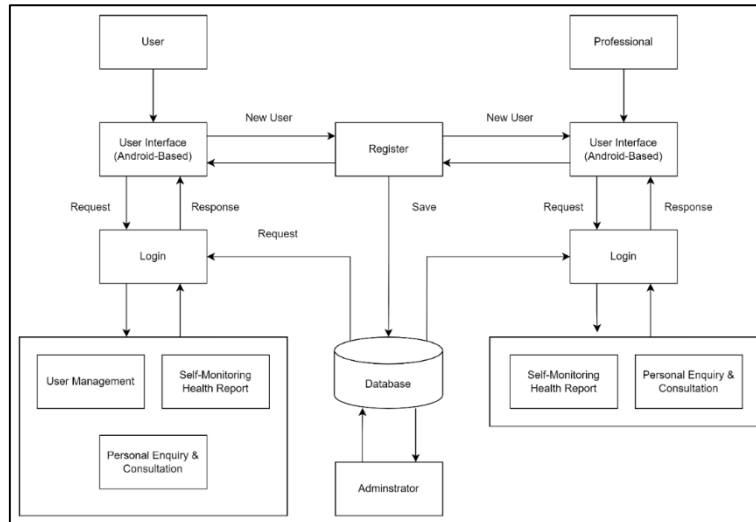 User
Professional
New User
New User
User Interface
(Android-Based)
Register
User Interface
(Android-Based)
Request
Response
Save
Request
Response
Request
Login
Login
User Management
Self-Monitoring
Health Report
Database
Self-Monitoring
Health Report
Personal Enquiry &
Consultation
Personal Enquiry &
Consultation
Adminstrator